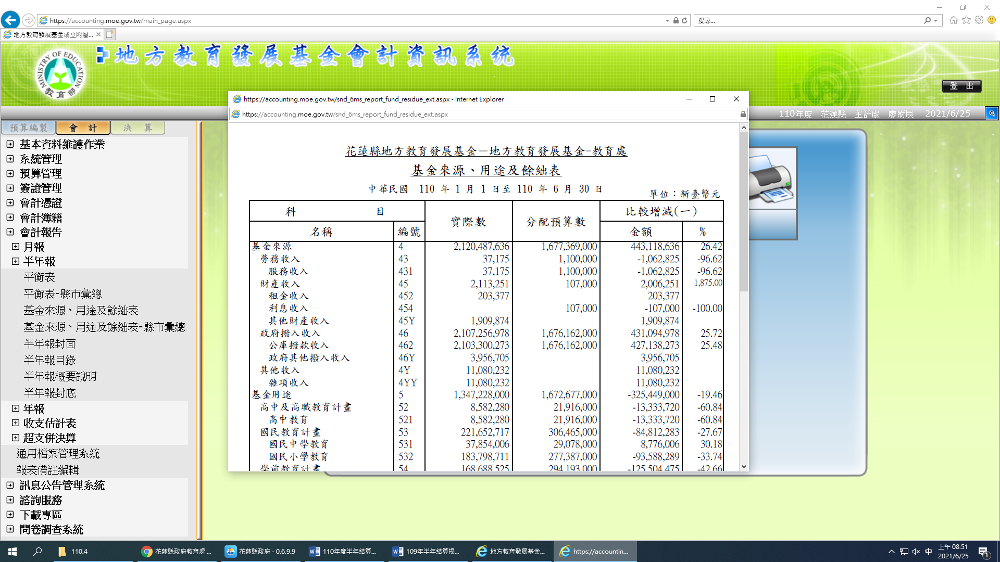 https://accounting.moe.gov.tw/main_page.aspx
搜尋...
地方教育發展基金成立附屬...
MINISTRY OF EDUCATION
教育部
地方教育發展基金會計資訊系統
登 出
110年度 花蓮縣 主計處 廖尉辰 2021/6/25
預算編製 會 計 決 算
基本資料維護作業
系統管理
預算管理
簽證管理
會計憑證
會計簿籍
會計報告
月報
半年報
平衡表
平衡表-縣市彙總
基金來源、用途及餘絀表
基金來源、用途及餘絀表-縣市彙總
半年報封面
半年報目錄
半年報概要說明
半年報封底
年報
收支估計表
超支併決算
通用檔案管理系統
報表備註編輯
訊息公告管理系統
諮詢服務
下載專區
問卷調查系統
https://accounting.moe.gov.tw/snd_6ms_report_fund_residue_ext.aspx - Internet Explorer
https://accounting.moe.gov.tw/snd_6ms_report_fund_residue_ext.aspx
花蓮縣地方教育發展基金－地方教育發展基金-教育處
基金來源、用途及餘絀表
中華民國 110 年 1 月 1 日至 110 年 6 月 30 日
單位：新臺幣元
科 目 實際數 分配預算數 比較增減(一)
名稱 編號 金額 %
基金來源 4 2,120,487,636 1,677,369,000 443,118,636 26.42
勞務收入 43 37,175 1,100,000 -1,062,825 -96.62
服務收入 431 37,175 1,100,000 -1,062,825 -96.62
財產收入 45 2,113,251 107,000 2,006,251 1,875.00
租金收入 452 203,377 203,377
利息收入 454 107,000 -107,000 -100.00
其他財產收入 45Y 1,909,874 1,909,874
政府撥入收入 46 2,107,256,978 1,676,162,000 431,094,978 25.72
公庫撥款收入 462 2,103,300,273 1,676,162,000 427,138,273 25.48
政府其他撥入收入 46Y 3,956,705 3,956,705
其他收入 4Y 11,080,232 11,080,232
雜項收入 4YY 11,080,232 11,080,232
基金用途 5 1,347,228,000 1,672,677,000 -325,449,000 -19.46
高中及高職教育計畫 52 8,582,280 21,916,000 -13,333,720 -60.84
高中教育 521 8,582,280 21,916,000 -13,333,720 -60.84
國民教育計畫 53 221,652,717 306,465,000 -84,812,283 -27.67
國民中學教育 531 37,854,006 29,078,000 8,776,006 30.18
國民小學教育 532 183,798,711 277,387,000 -93,588,289 -33.74
學前教育計畫 54 168,688,525 294,193,000 -125,504,475 -42.66
110.4
花蓮縣政府教育處 ...
花蓮縣政府 - 0.6.9.9
110年度半年結算...
109年半年結算操...
地方教育發展基金...
https://accountin...
中
上午 08:51
2021/6/25
1